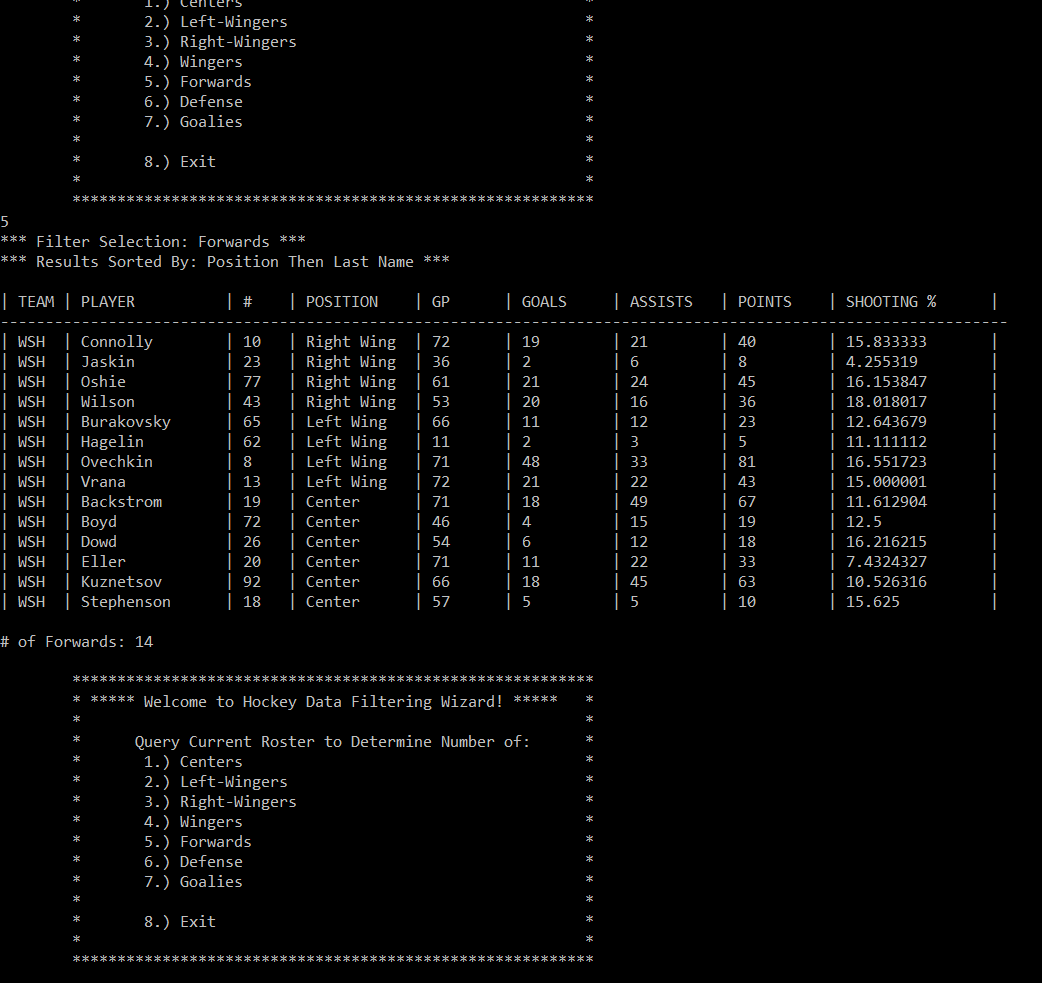 *       1.) Centers                                      *
*       2.) Left-Wingers                                 *
*       3.) Right-Wingers                                *
*       4.) Wingers                                      *
*       5.) Forwards                                     *
*       6.) Defense                                      *
*       7.) Goalies                                      *
*                                                        *
*       8.) Exit                                         *
*                                                        *
**********************************************************
5
*** Filter Selection: Forwards ***
*** Results Sorted By: Position Then Last Name ***
| TEAM | PLAYER          | #    | POSITION    | GP      | GOALS     | ASSISTS   | POINTS    | SHOOTING %      |
----------------------------------------------------------------------------------------------------------------
| WSH  | Connolly        | 10   | Right Wing  | 72      | 19        | 21        | 40        | 15.833333       |
| WSH  | Jaskin          | 23   | Right Wing  | 36      | 2         | 6         | 8         | 4.255319        |
| WSH  | Oshie           | 77   | Right Wing  | 61      | 21        | 24        | 45        | 16.153847       |
| WSH  | Wilson          | 43   | Right Wing  | 53      | 20        | 16        | 36        | 18.018017       |
| WSH  | Burakovsky      | 65   | Left Wing   | 66      | 11        | 12        | 23        | 12.643679       |
| WSH  | Hagelin         | 62   | Left Wing   | 11      | 2         | 3         | 5         | 11.111112       |
| WSH  | Ovechkin        | 8    | Left Wing   | 71      | 48        | 33        | 81        | 16.551723       |
| WSH  | Vrana           | 13   | Left Wing   | 72      | 21        | 22        | 43        | 15.000001       |
| WSH  | Backstrom       | 19   | Center      | 71      | 18        | 49        | 67        | 11.612904       |
| WSH  | Boyd            | 72   | Center      | 46      | 4         | 15        | 19        | 12.5            |
| WSH  | Dowd            | 26   | Center      | 54      | 6         | 12        | 18        | 16.216215       |
| WSH  | Eller           | 20   | Center      | 71      | 11        | 22        | 33        | 7.4324327       |
| WSH  | Kuznetsov       | 92   | Center      | 66      | 18        | 45        | 63        | 10.526316       |
| WSH  | Stephenson      | 18   | Center      | 57      | 5         | 5         | 10        | 15.625          |
# of Forwards: 14
**********************************************************
* ***** Welcome to Hockey Data Filtering Wizard! *****   *
*                                                        *
*      Query Current Roster to Determine Number of:      *
*       1.) Centers                                      *
*       2.) Left-Wingers                                 *
*       3.) Right-Wingers                                *
*       4.) Wingers                                      *
*       5.) Forwards                                     *
*       6.) Defense                                      *
*       7.) Goalies                                      *
*                                                        *
*       8.) Exit                                         *
*                                                        *
**********************************************************